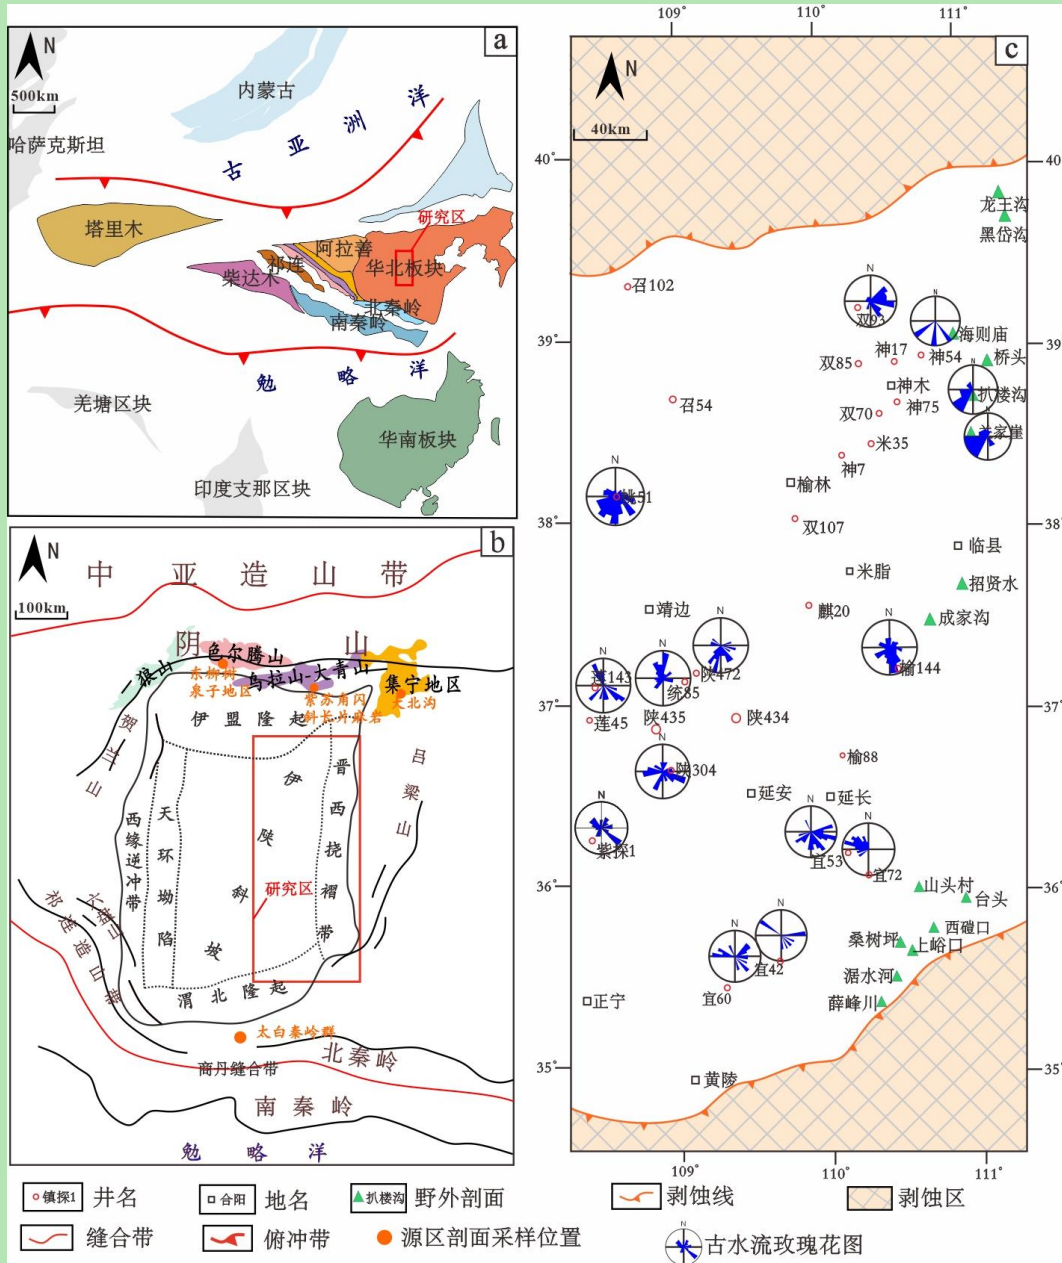 a
N
500km
内蒙古
古 亚 洲 洋
哈萨克斯坦
塔里木
研究区
阿拉善
祁连
华北板块
柴达木
北秦岭
南秦岭
勉 略 洋
羌塘区块
华南板块
印度支那区块
b
N
100km
中 亚 造 山 带
阴 山
狼山
色尔腾山
乌拉山-大青山
集宁地区
东柳沟
泉子地区
紫苏角闪
斜长片麻岩
天北沟
伊盟隆起
贺兰山
吕梁山
西缘逆冲带
天环坳陷
伊陕斜坡
晋西挠褶带
研究区
六盘山
祁连造山带
渭北隆起
太白秦岭群
北秦岭
商丹缝合带
南秦岭
勉 略 洋
c
109° 110° 111°
N
40km
40° 40
龙王沟
黑岱沟
召102
N
双93
N
海则庙
39° 39
神17 神54 桥头
双85
神木
N
扒楼沟
召54
神75
双70
N
关家崖
米35
神7
N
桃51
榆林
双107
38° 38
临县
米脂
招贤水
靖边
麒20
成家沟
N
N
N
N
榆144
陕472
莲143
统85
37° 37
莲45
陕435
陕434
N
陕304
榆88
延安
延长
N
紫探1
N
宜53
N
宜72
36° 36
山头村
台头
西磑口
桑树坪
上峪口
N
N
宜42
宜60
涺水河
薛峰川
正宁
35° 35
黄陵
109° 110° 111°
镇探1 井名
合阳 地名
扒楼沟 野外剖面
剥蚀线
剥蚀区
缝合带
俯冲带
源区剖面采样位置
N
古水流玫瑰花图